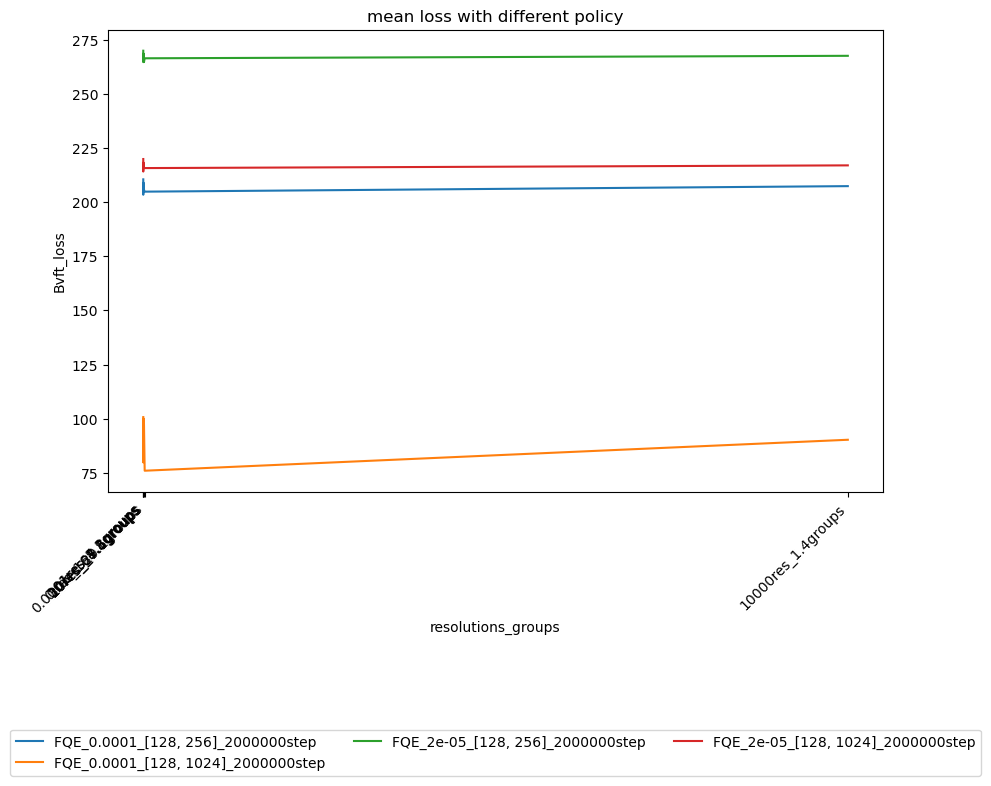 mean loss with different policy
275
250
225
200
175
150
125
100
75
Bvft_loss
10000res_1.4groups
resolutions_groups
FQE_0.0001_[128, 256]_2000000step
FQE_2e-05_[128, 256]_2000000step
FQE_2e-05_[128, 1024]_2000000step
FQE_0.0001_[128, 1024]_2000000step